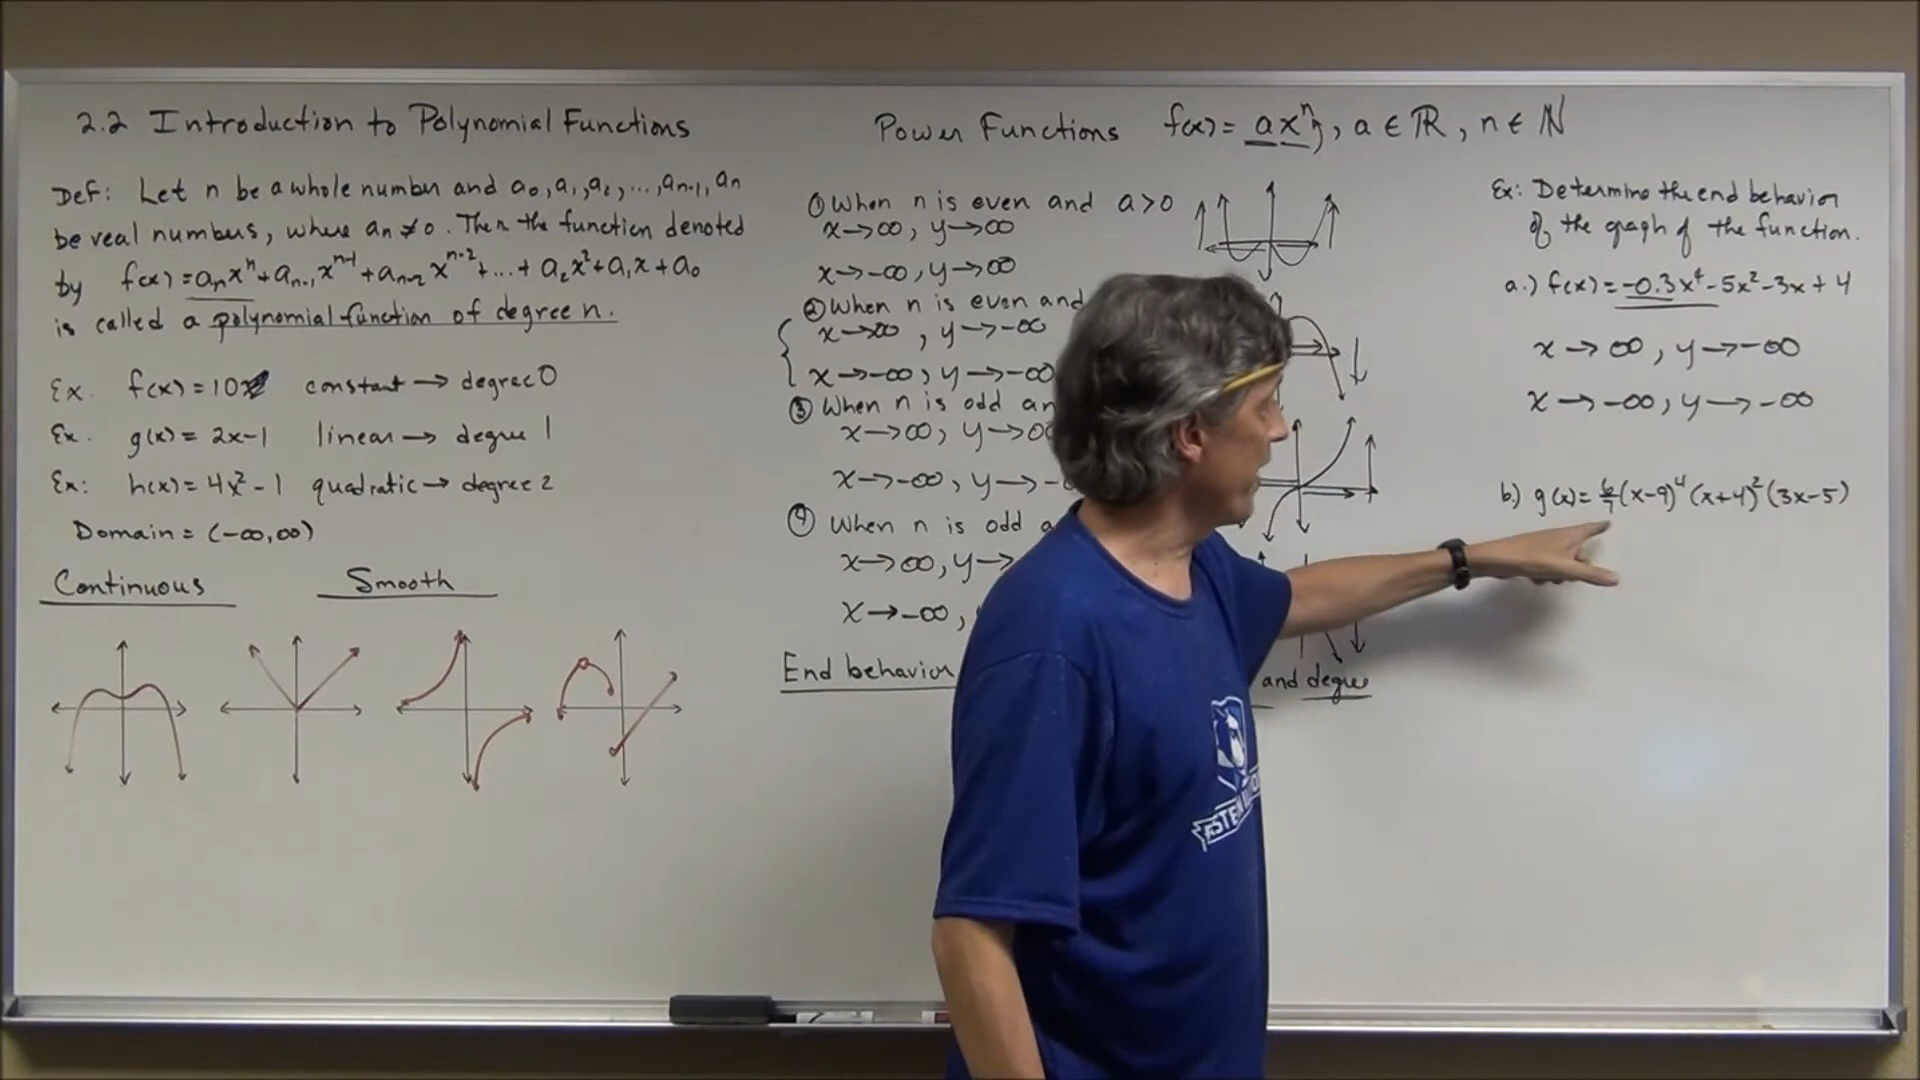 2.2 Introduction to Polynomial Functions
Def: Let n be a whole number and a₀, a₁, a₂, ..., aₙ₋₁, aₙ
be real numbers, where aₙ ≠ 0. Then the function denoted
by f(x) = aₙxⁿ + aₙ₋₁xⁿ⁻¹ + aₙ₋₂xⁿ⁻² + ... + a₂x² + a₁x + a₀
is called a polynomial function of degree n.
Ex. f(x) = 10 constant → degree 0
Ex. g(x) = 2x-1 linear → degree 1
Ex: h(x) = 4x² - 1 quadratic → degree 2
Domain = (-∞,∞)
Continuous Smooth
Power Functions f(x) = axⁿ, a ∈ ℝ, n ∈ ℕ
① When n is even and a>0
x→∞, y→∞
x→-∞, y→∞
② When n is even and
x→∞, y→-∞
x→-∞, y→-∞
③ When n is odd an
x→∞, y→∞
x→-∞, y→-
④ When n is odd a
x→∞, y→
x→-∞,
End behavior and degree
Ex: Determine the end behavior
of the graph of the function.
a.) f(x) = -0.3x⁴ - 5x² - 3x + 4
x→∞, y→-∞
x→-∞, y→-∞
b.) g(x) = 6/7(x-9)⁴(x+4)²(3x-5)